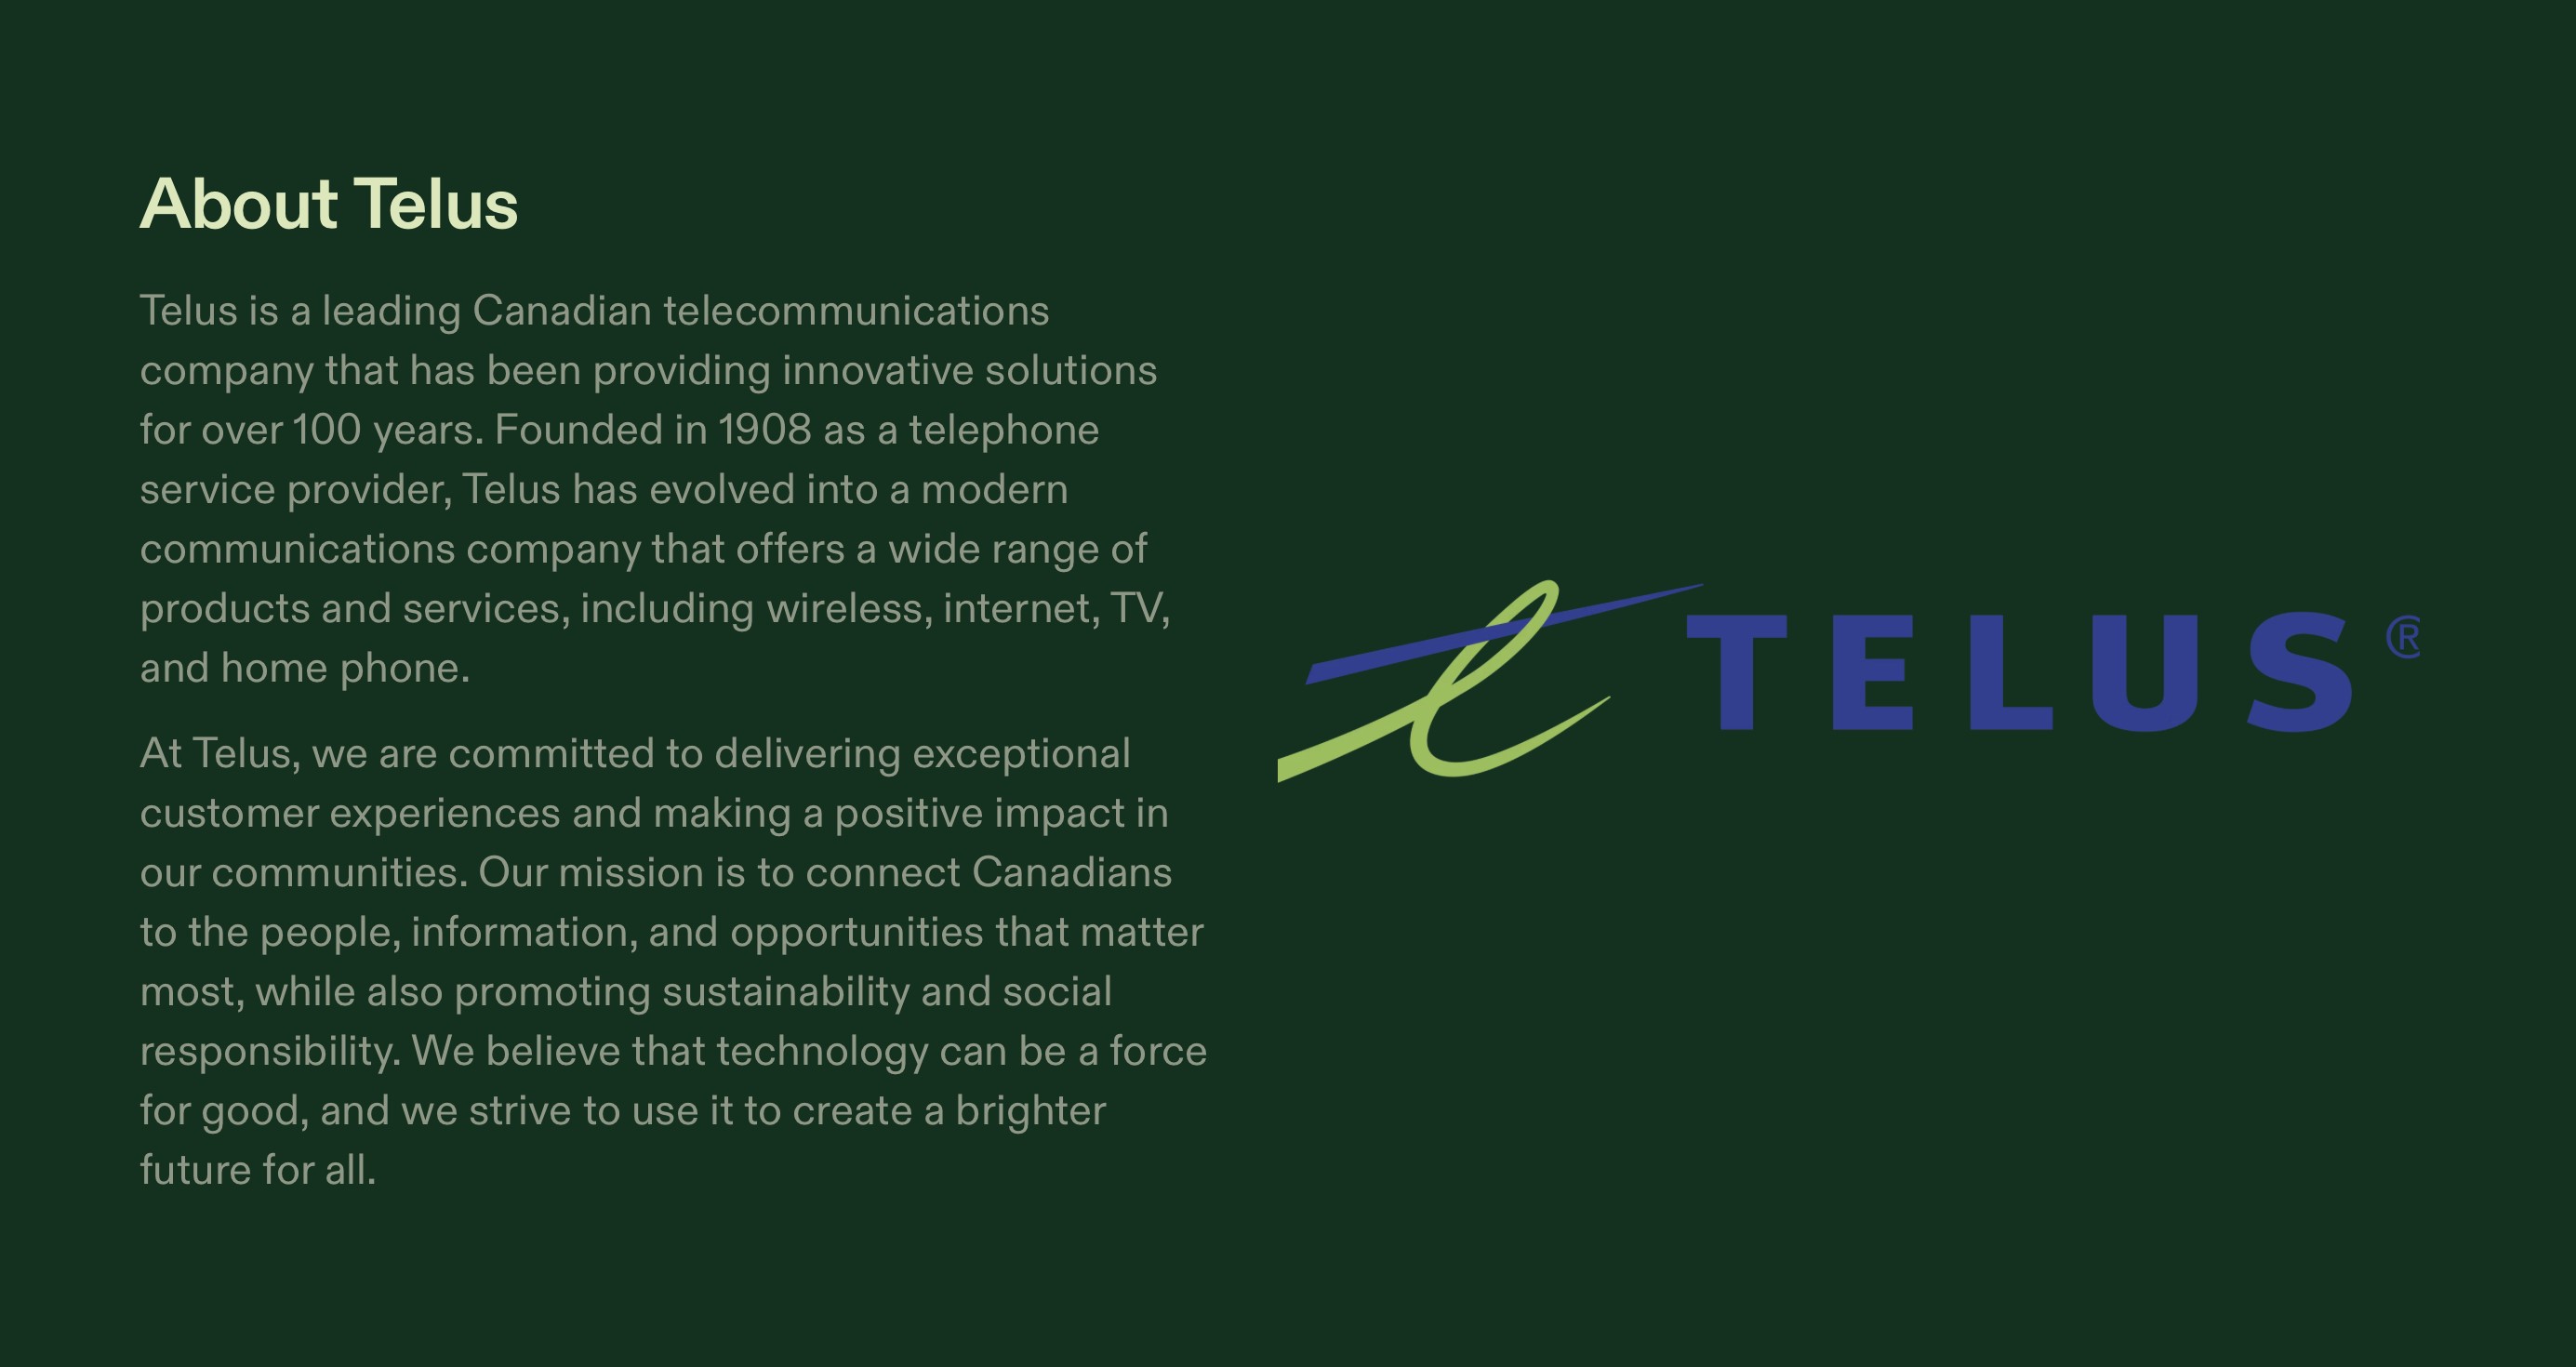 About Telus
Telus is a leading Canadian telecommunications
company that has been providing innovative solutions
for over 100 years. Founded in 1908 as a telephone
service provider, Telus has evolved into a modern
communications company that offers a wide range of
products and services, including wireless, internet, TV,
and home phone.
At Telus, we are committed to delivering exceptional
customer experiences and making a positive impact in
our communities. Our mission is to connect Canadians
to the people, information, and opportunities that matter
most, while also promoting sustainability and social
responsibility. We believe that technology can be a force
for good, and we strive to use it to create a brighter
future for all.
t TELUS®